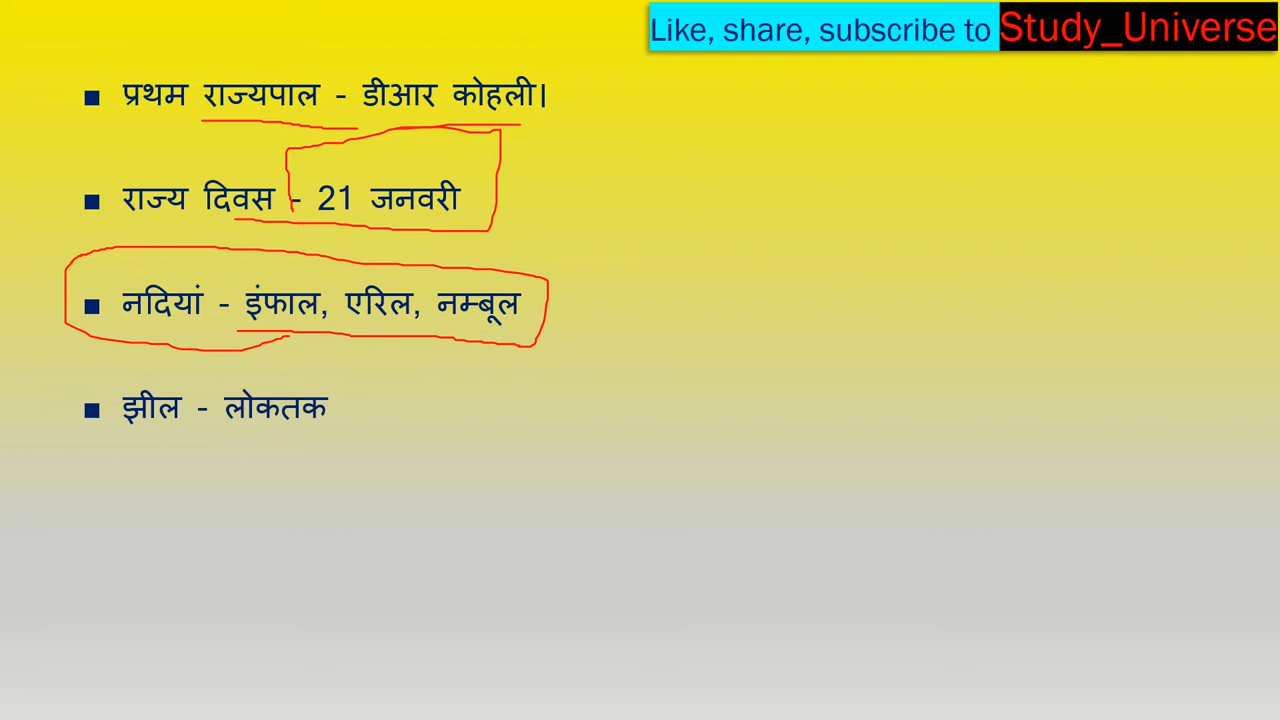 Like, share, subscribe to Study_Universe
▪ प्रथम राज्यपाल - डीआर कोहली।
▪ राज्य दिवस - 21 जनवरी
▪ नदियां - इंफाल, एरिल, नम्बूल
▪ झील - लोकतक